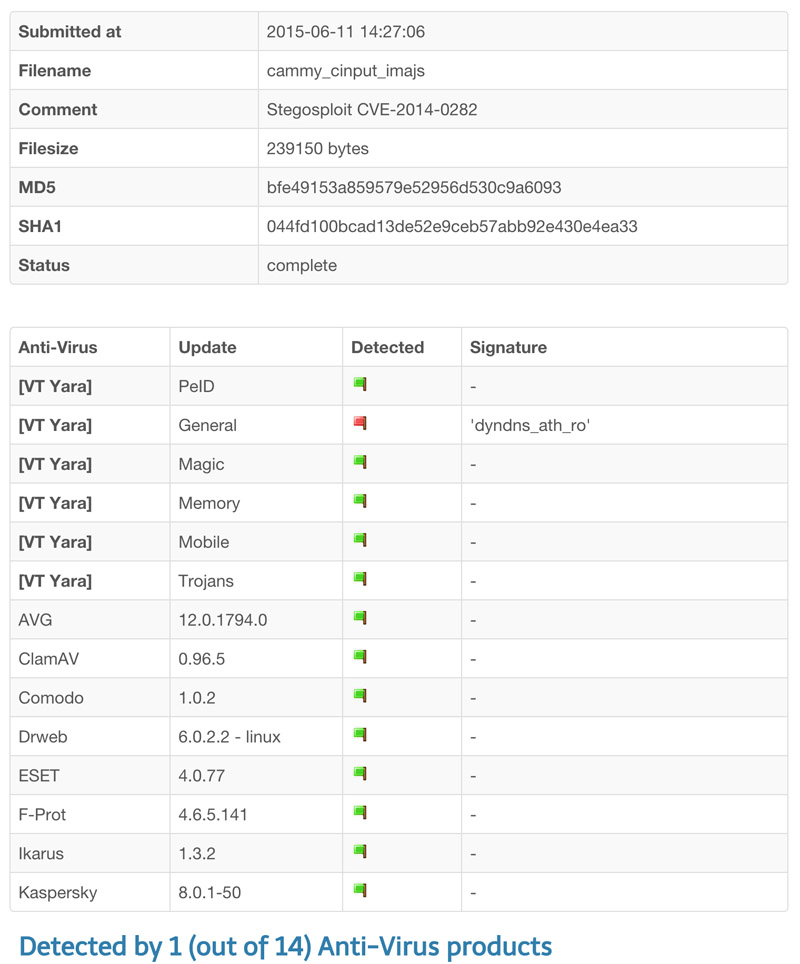 Submitted at 2015-06-11 14:27:06
Filename cammy_cinput_imajs
Comment Stegosploit CVE-2014-0282
Filesize 239150 bytes
MD5 bfe49153a859579e52956d530c9a6093
SHA1 044fd100bcad13de52e9ceb57abb92e430e4ea33
Status complete
Anti-Virus Update Detected Signature
[VT Yara] PeID -
[VT Yara] General 'dyndns_ath_ro'
[VT Yara] Magic -
[VT Yara] Memory -
[VT Yara] Mobile -
[VT Yara] Trojans -
AVG 12.0.1794.0 -
ClamAV 0.96.5 -
Comodo 1.0.2 -
Drweb 6.0.2.2 - linux -
ESET 4.0.77 -
F-Prot 4.6.5.141 -
Ikarus 1.3.2 -
Kaspersky 8.0.1-50 -
Detected by 1 (out of 14) Anti-Virus products